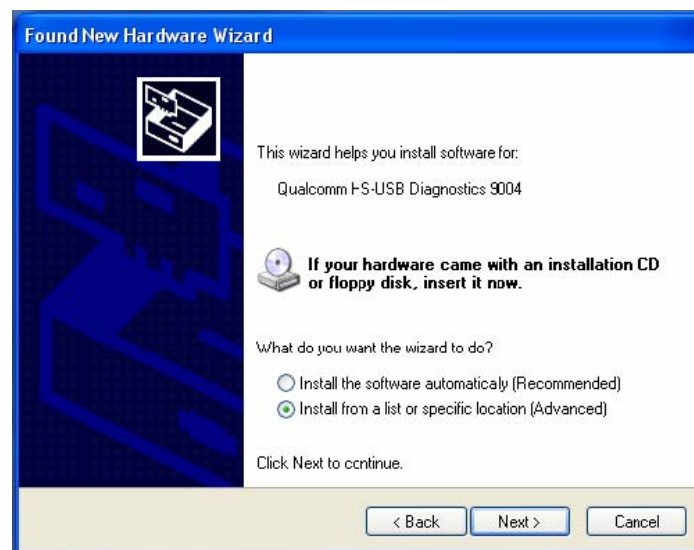 Found New Hardware Wizard
This wizard helps you install software for:
Qualcomm HS-USB Diagnostics 9004
If your hardware came with an installation CD
or floppy disk, insert it now.
What do you want the wizard to do?
Install the software automatically (Recommended)
Install from a list or specific location (Advanced)
Click Next to continue.
< Back
Next >
Cancel